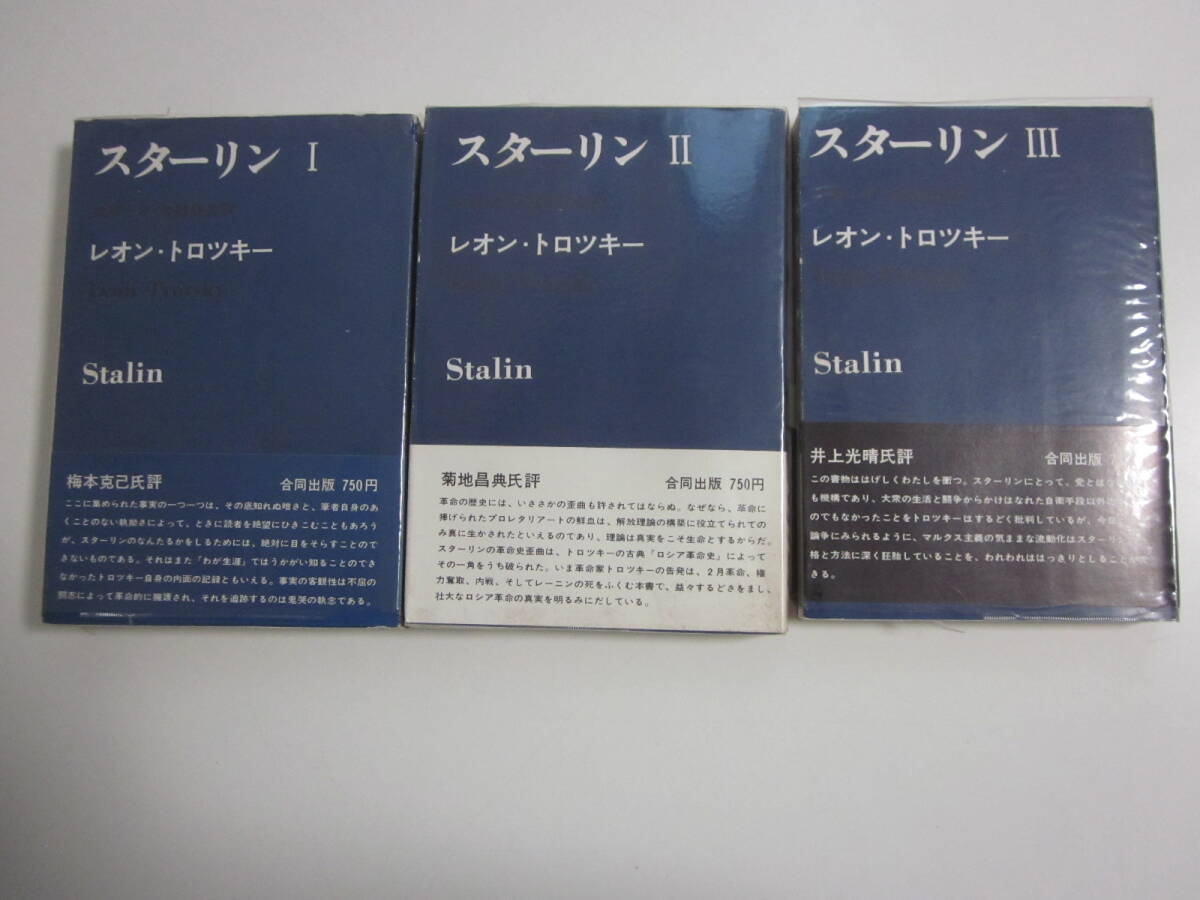 スターリン I
レオン・トロツキー
Leon Trotsky
Stalin
梅本克己氏評 合同出版 750円
ここに集められた事実の一つ一つは、その底知れぬ暗さと、筆者自身のあ
くことのない執拗さによって、ときに読者を絶望にひきこむこともあろう
が、スターリンのなんたるかをしるためには、絶対に目をそらすことので
きないものである。それはまた「わが生涯」ではうかがい知ることのでき
なかったトロツキー自身の内面の記録ともいえる。事実の客観性は不屈の
闘志によって革命的に擁護され、それを追跡するのは鬼哭の執念である。
スターリン II
レオン・トロツキー
Stalin
菊地昌典氏評 合同出版 750円
革命の歴史には、いささかの歪曲も許されてはならぬ。なぜなら、革命に
捧げられたプロレタリアートの鮮血は、解放理論の構築に役立てられての
み真に生かされたといえるのであり、理論は真実をこそ生命とするからだ。
スターリンの革命史歪曲は、トロツキーの古典「ロシア革命史」によって
その一角をうち破られた。いま革命家トロツキーの告発は、2月革命、権
力奪取、内戦、そしてレーニンの死をふくむ本書で、益々するどさをまし、
壮大なロシア革命の真実を明るみにだしている。
スターリン III
レオン・トロツキー
Stalin
井上光晴氏評 合同出版 7
この書物ははげしくわたしを衝つ。スターリンにとって、党とは
も機構であり、大衆の生活と闘争からかけはなれた自衛手段以外の
のでもなかったことをトロツキーはするどく批判しているが、今日
論争にみられるように、マルクス主義の気ままな流動化はスターリン
格と方法に深く胚胎していることを、われわれははっきりとしることが
きる。